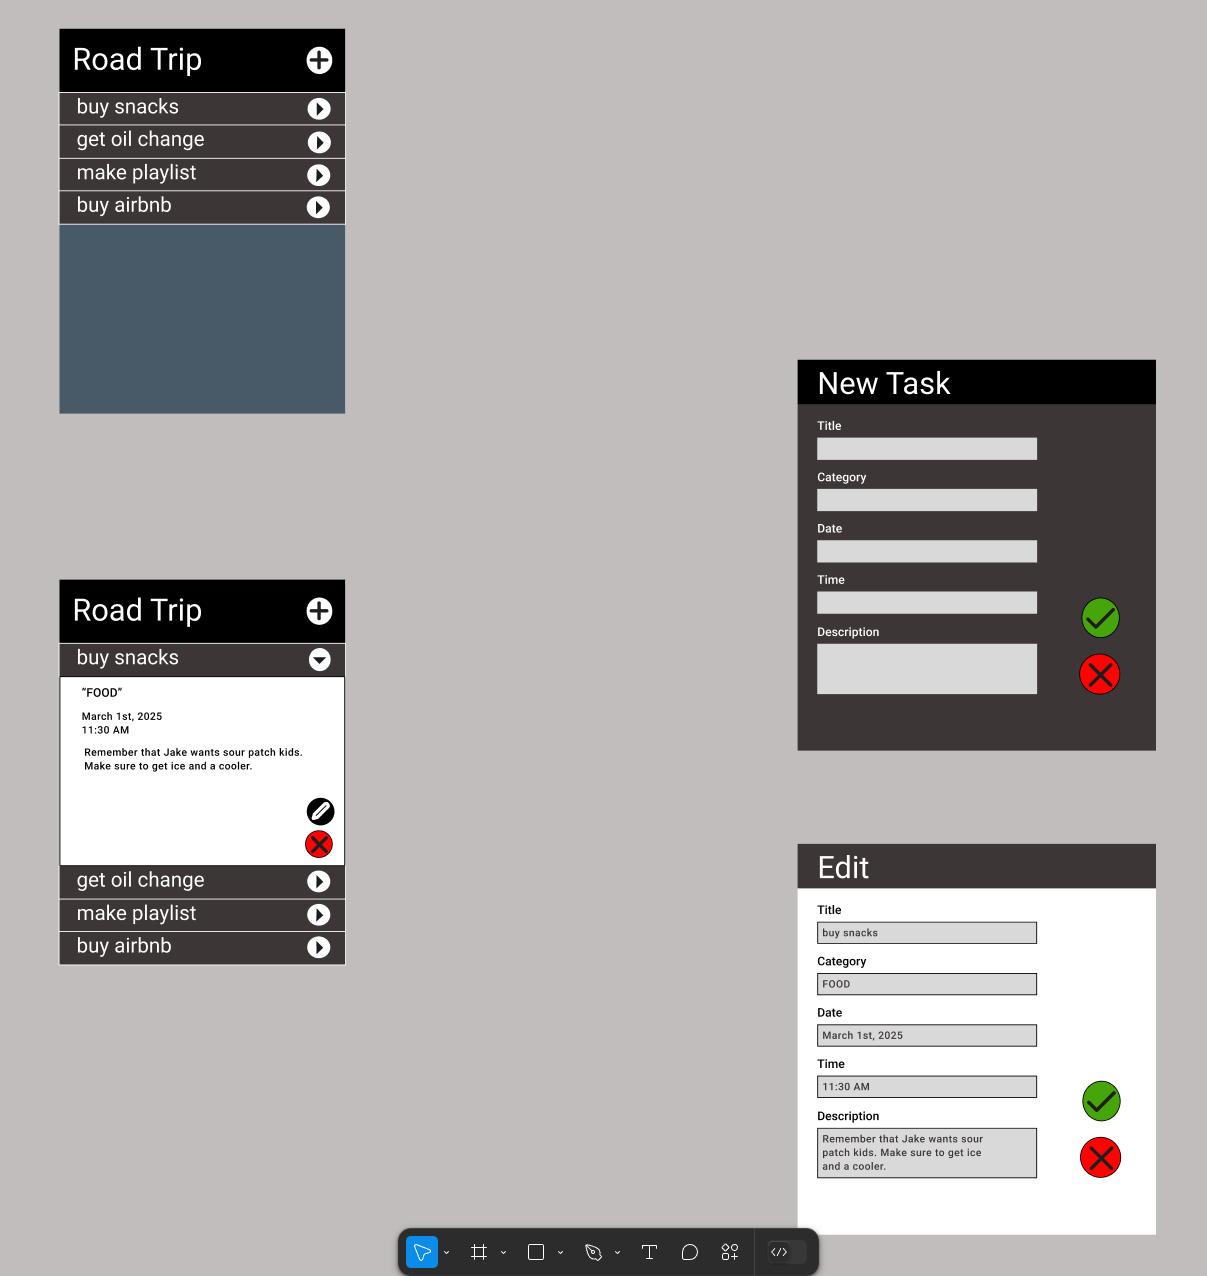 Road Trip
buy snacks
get oil change
make playlist
buy airbnb
New Task
Title
Category
Date
Time
Description
Road Trip
buy snacks
“FOOD”
March 1st, 2025
11:30 AM
Remember that Jake wants sour patch kids.
Make sure to get ice and a cooler.
get oil change
make playlist
buy airbnb
Edit
Title
buy snacks
Category
FOOD
Date
March 1st, 2025
Time
11:30 AM
Description
Remember that Jake wants sour
patch kids. Make sure to get ice
and a cooler.